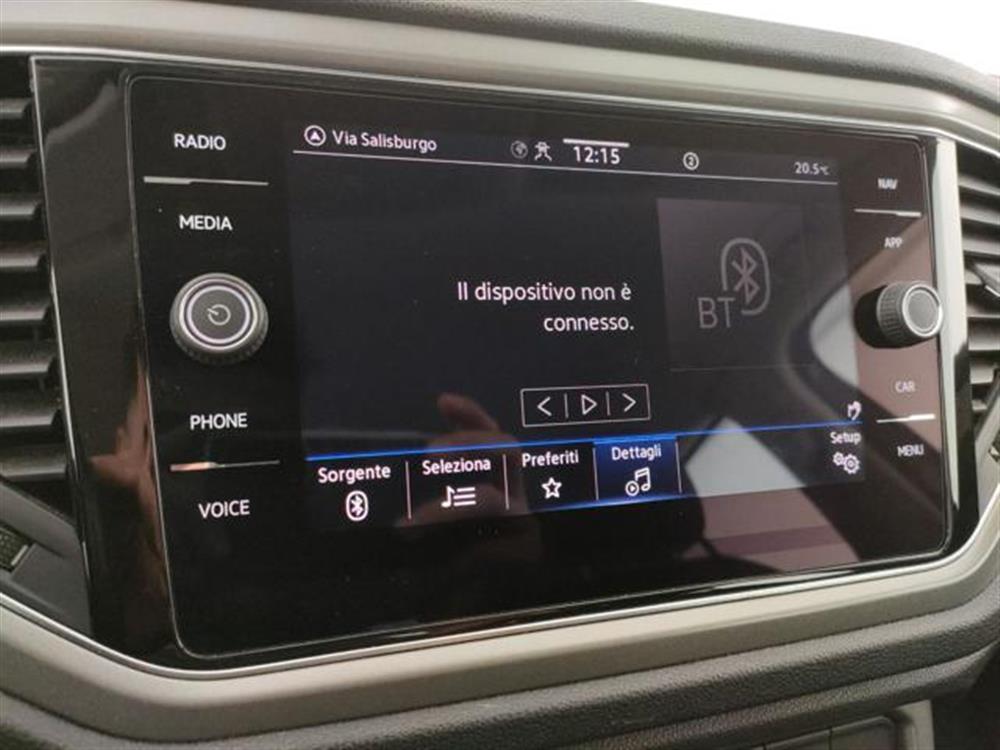 RADIO
MEDIA
PHONE
VOICE
Via Salisburgo
12:15
2
20.5°C
Il dispositivo non è
connesso.
BT
Sorgente
Seleziona
Preferiti
Dettagli
Setup
NAV
APP
CAR
MENU